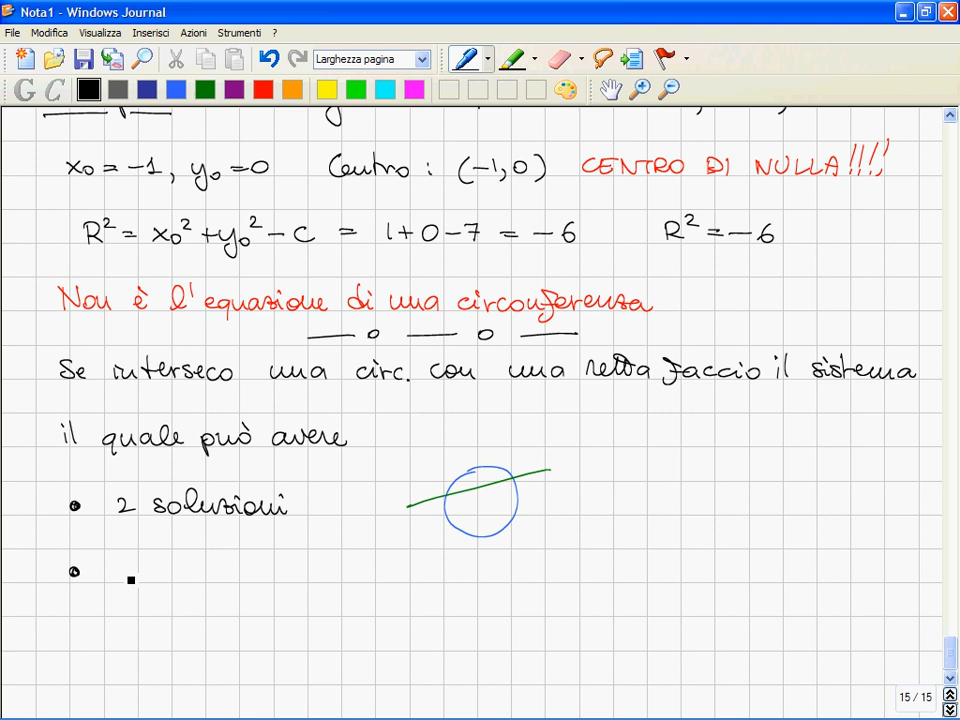 Nota1 - Windows Journal
File Modifica Visualizza Inserisci Azioni Strumenti ?
Larghezza pagina
x0 = -1, y0 = 0 Centro : (-1,0) CENTRO DI NULLA!!!!
R² = x0² + y0² - C = 1+0-7 = -6 R² = -6
Non è l'equazione di una circonferenza
Se interseco una circ. con una retta faccio il sistema
il quale può avere
• 2 soluzioni
•
15 / 15